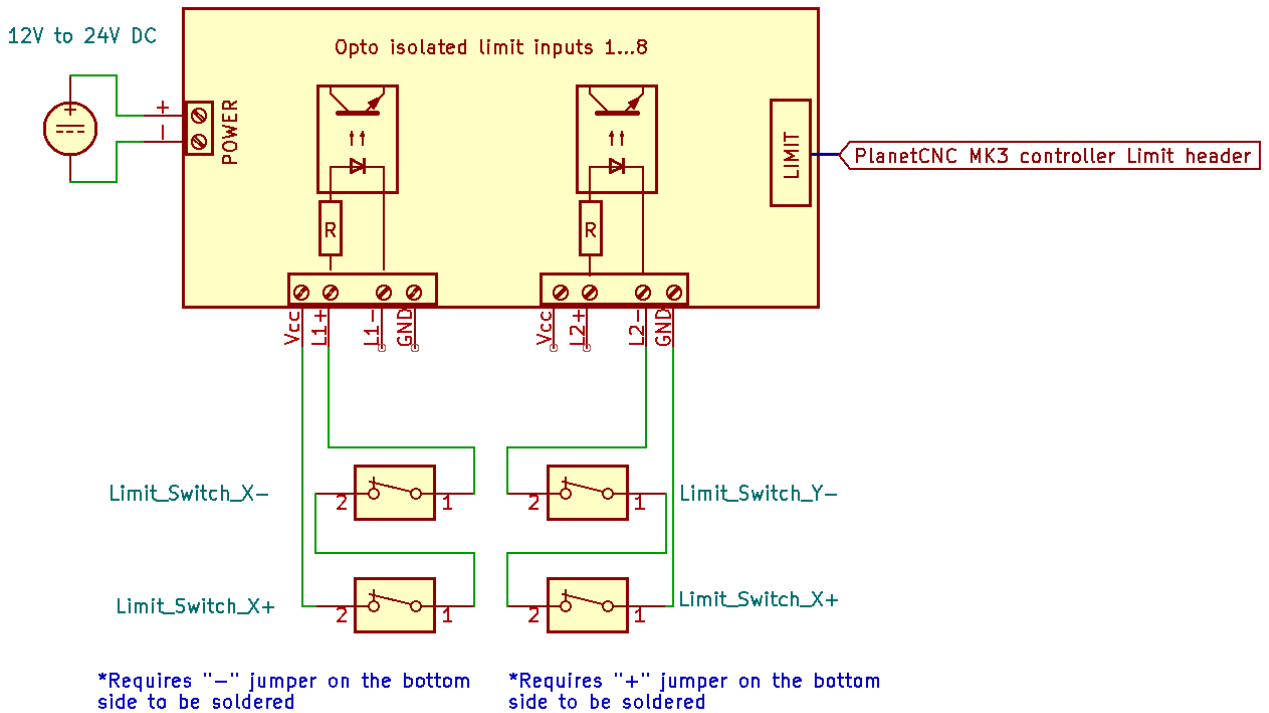 12V to 24V DC
Opto isolated limit inputs 1...8
+
−
POWER
+
R
R
LIMIT
PlanetCNC MK3 controller Limit header
Vcc
L1+
L1-
GND
Vcc
L2+
L2-
GND
Limit_Switch_X-
2
1
2
1
Limit_Switch_Y-
Limit_Switch_X+
2
1
2
1
Limit_Switch_X+
*Requires "-" jumper on the bottom
side to be soldered
*Requires "+" jumper on the bottom
side to be soldered